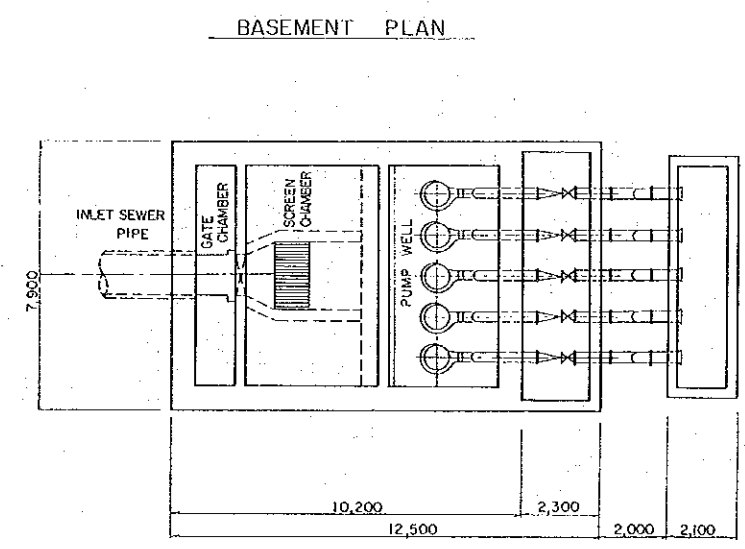 BASEMENT PLAN
INLET SEWER
PIPE
GATE
CHAMBER
SCREEN
CHAMBER
PUMP WELL
7,900
10,200
2,300
12,500
2,000
2,100